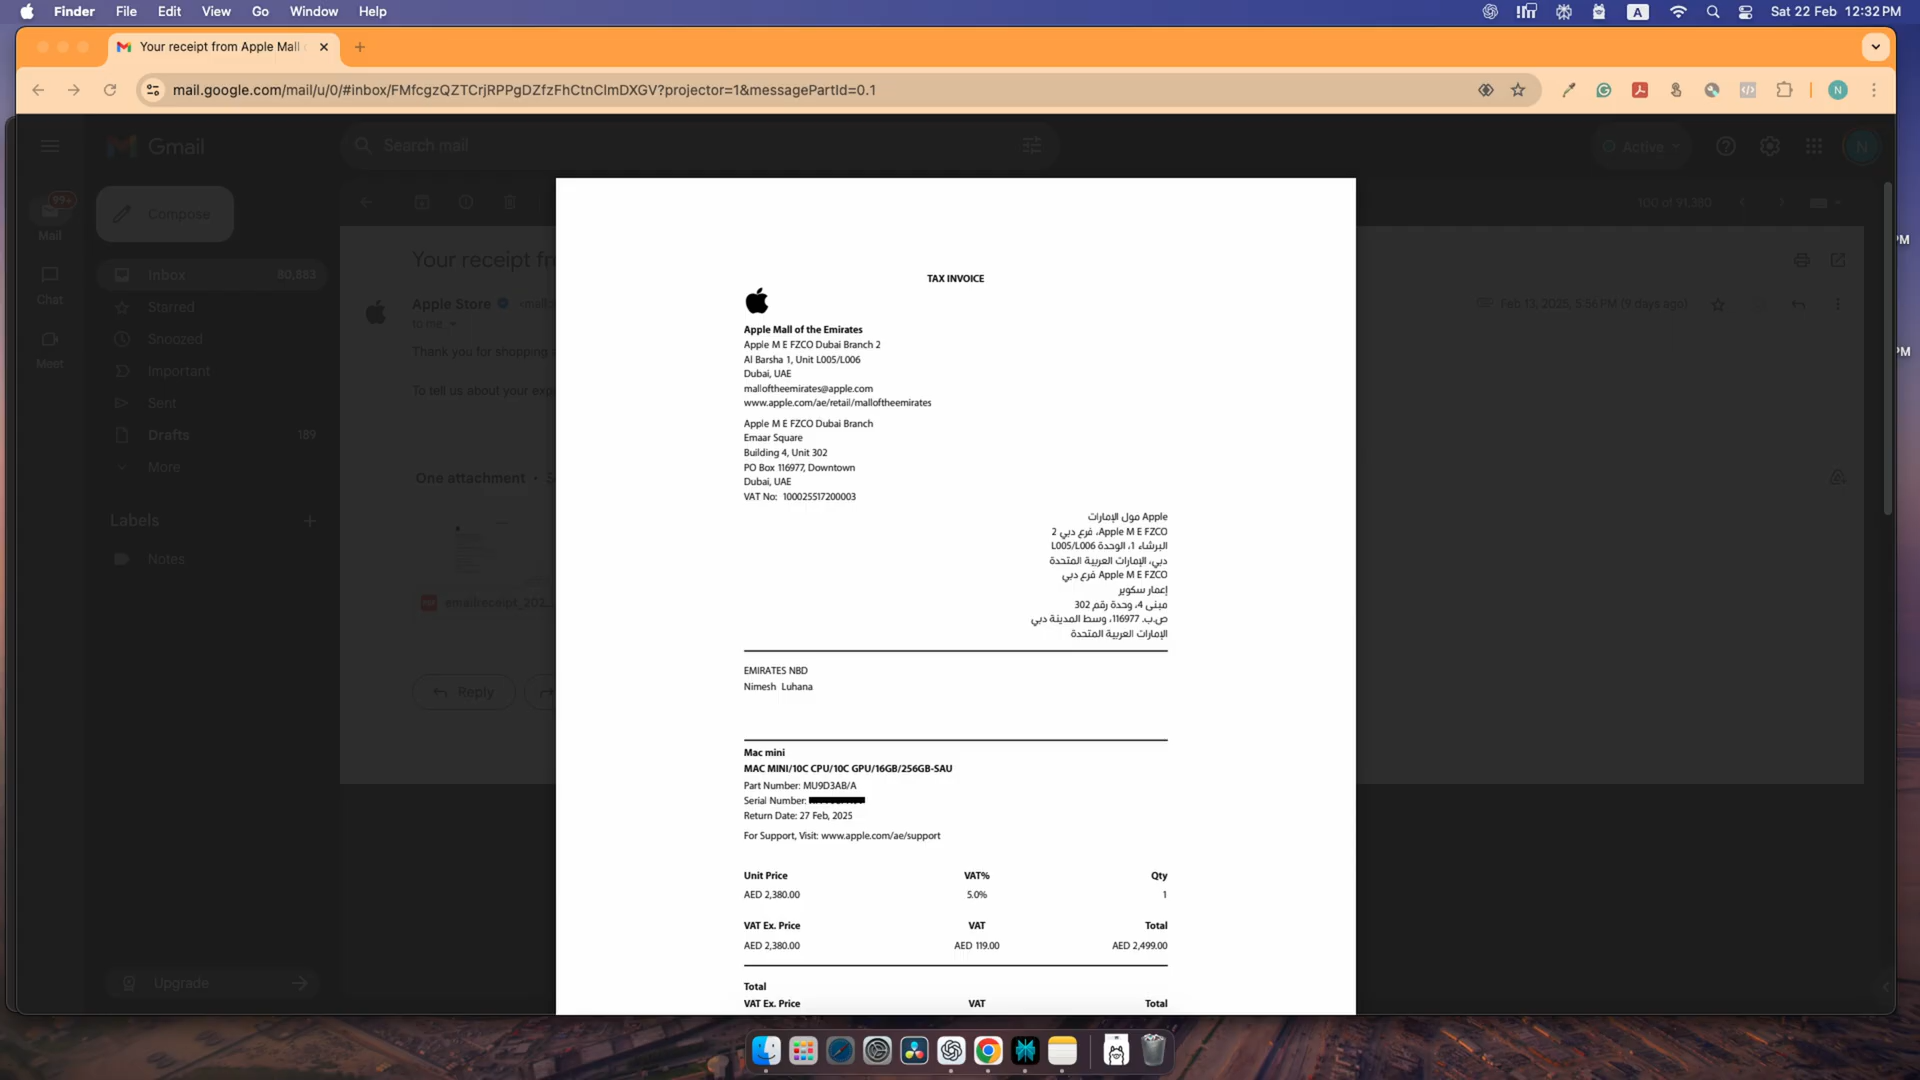 Finder File Edit View Go Window Help
A
Sat 22 Feb 12:32 PM
Your receipt from Apple Mall
mail.google.com/mail/u/0/#inbox/FMfcgzQZTCrjRPPgDZfzFhCtnClmDXGV?projector=1&messagePartId=0.1
N
Gmail
Search mail
Active
N
99+
Mail
Chat
Meet
Compose
Inbox 80,883
Starred
Snoozed
Important
Sent
Drafts 189
More
Labels
Notes
Upgrade
100 of 91,380
Your receipt
Apple Store
Feb 13, 2025, 5:56 PM (9 days ago)
to me
Thank you for shopping
To tell us about your
One attachment
emailreceipt_202...
Reply
PM
PM
TAX INVOICE
Apple Mall of the Emirates
Apple M E FZCO Dubai Branch 2
Al Barsha 1, Unit L005/L006
Dubai, UAE
malloftheemirates@apple.com
www.apple.com/ae/retail/malloftheemirates
Apple M E FZCO Dubai Branch
Emaar Square
Building 4, Unit 302
PO Box 116977, Downtown
Dubai, UAE
VAT No: 100025517200003
Apple مول الإمارات
Apple M E FZCO، فرع دبي 2
البرشاء 1، الوحدة L005/L006
دبي، الإمارات العربية المتحدة
Apple M E FZCO فرع دبي
إعمار سكوير
مبنى 4، وحدة رقم 302
ص.ب. 116977، وسط المدينة دبي
الإمارات العربية المتحدة
EMIRATES NBD
Nimesh Luhana
Mac mini
MAC MINI/10C CPU/10C GPU/16GB/256GB-SAU
Part Number: MU9D3AB/A
Serial Number:
Return Date: 27 Feb, 2025
For Support, Visit: www.apple.com/ae/support
Unit Price VAT% Qty
AED 2,380.00 5.0% 1
VAT Ex. Price VAT Total
AED 2,380.00 AED 119.00 AED 2,499.00
Total
VAT Ex. Price VAT Total